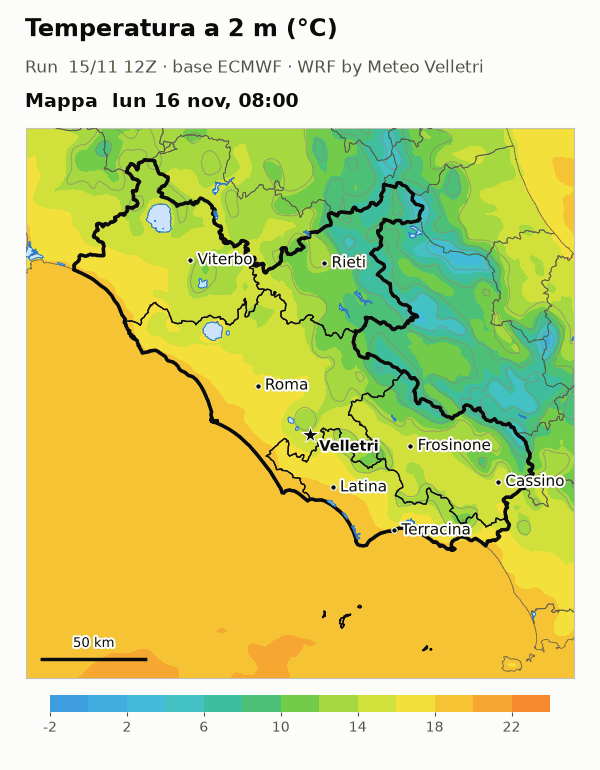 Temperatura a 2 m (°C)
Run  15/11 12Z · base ECMWF · WRF by Meteo Velletri
Mappa  lun 16 nov, 08:00
Viterbo
Rieti
Roma
Velletri
Frosinone
Cassino
Latina
Terracina
50 km
-2 2 6 10 14 18 22